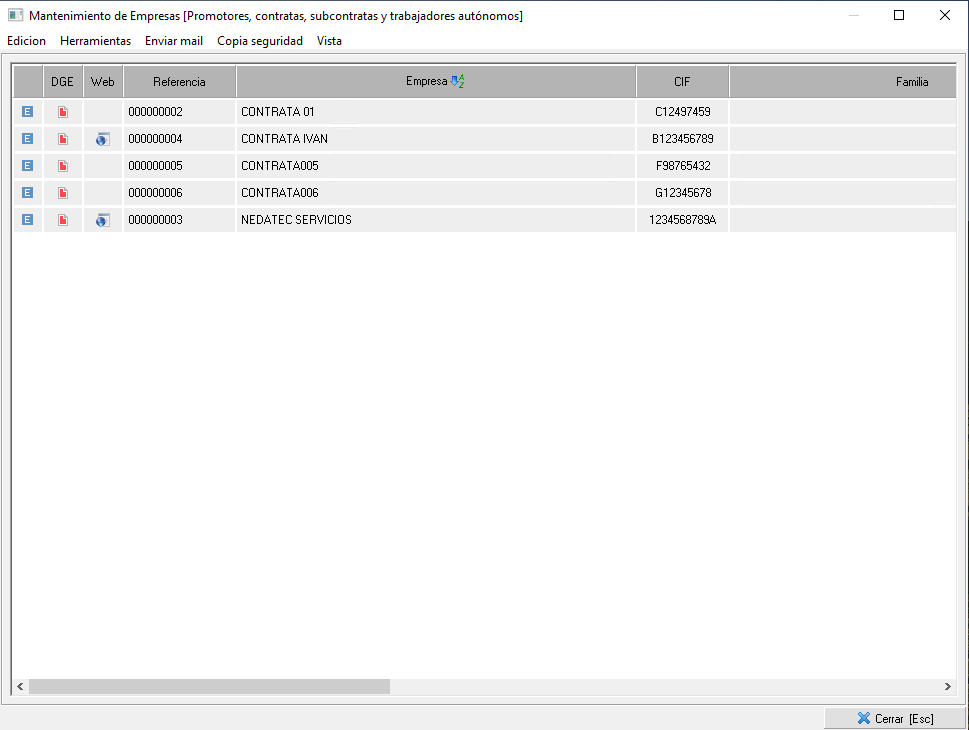 Mantenimiento de Empresas [Promotores, contratas, subcontratas y trabajadores autónomos]
Edicion Herramientas Enviar mail Copia seguridad Vista
DGE Web Referencia Empresa CIF Familia
E 000000002 CONTRATA 01 C12497459
E 000000004 CONTRATA IVAN B123456789
E 000000005 CONTRATA005 F98765432
E 000000006 CONTRATA006 G12345678
E 000000003 NEDATEC SERVICIOS 1234568789A
Cerrar [Esc]